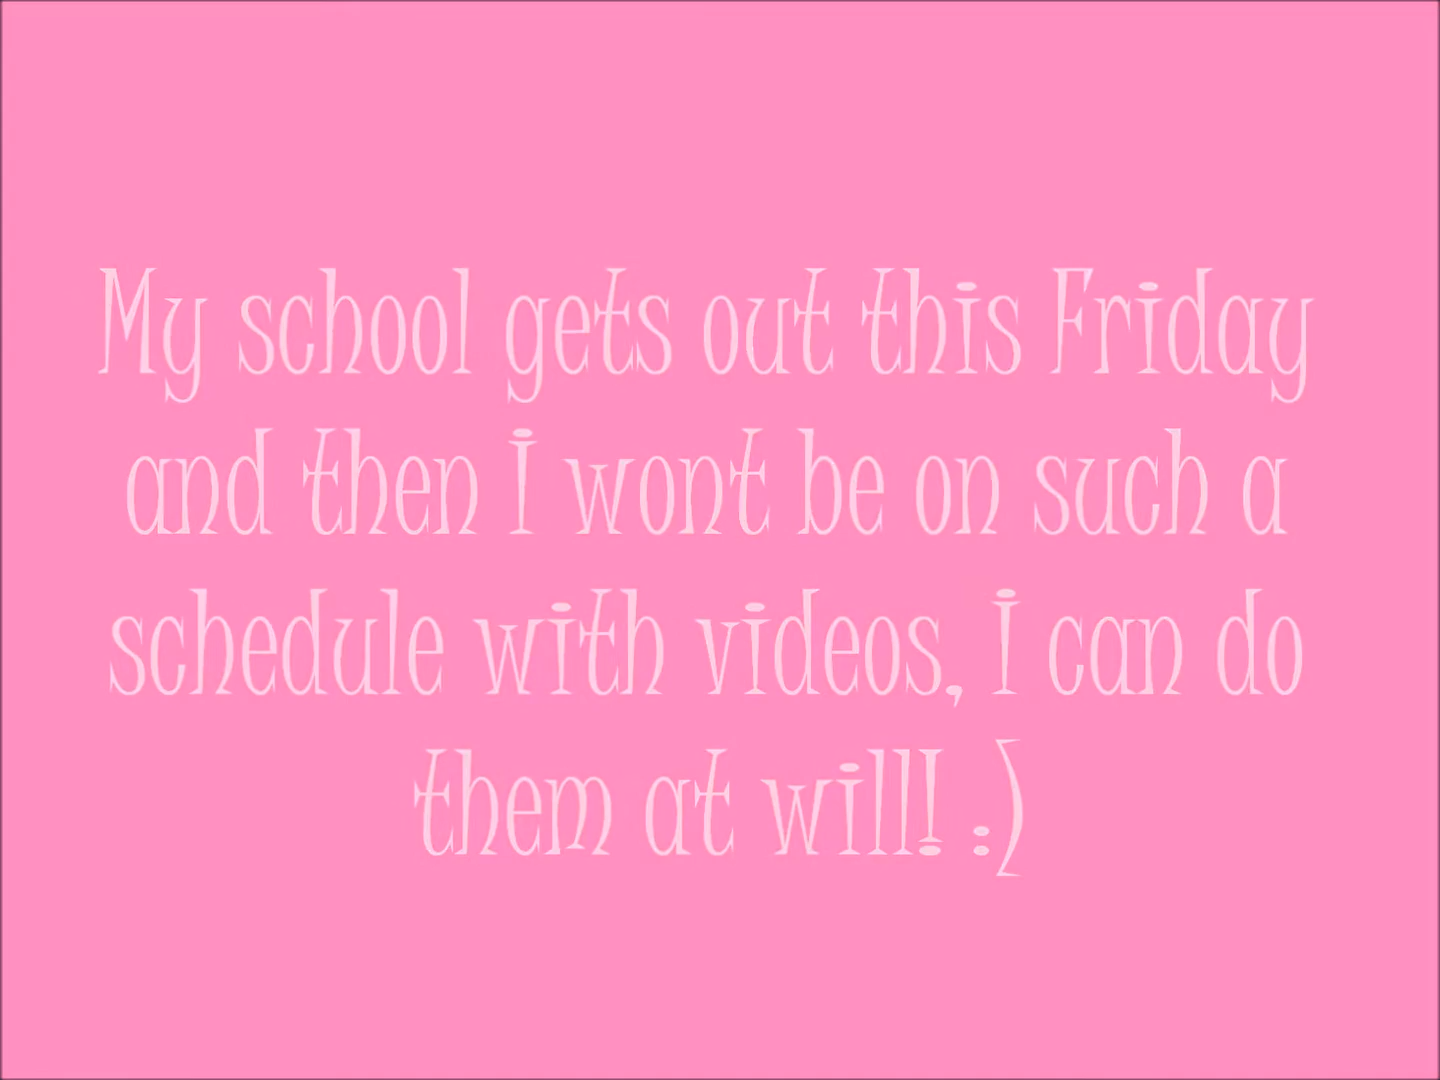 My school gets out this Friday
and then I wont be on such a
schedule with videos, I can do
them at will! :)